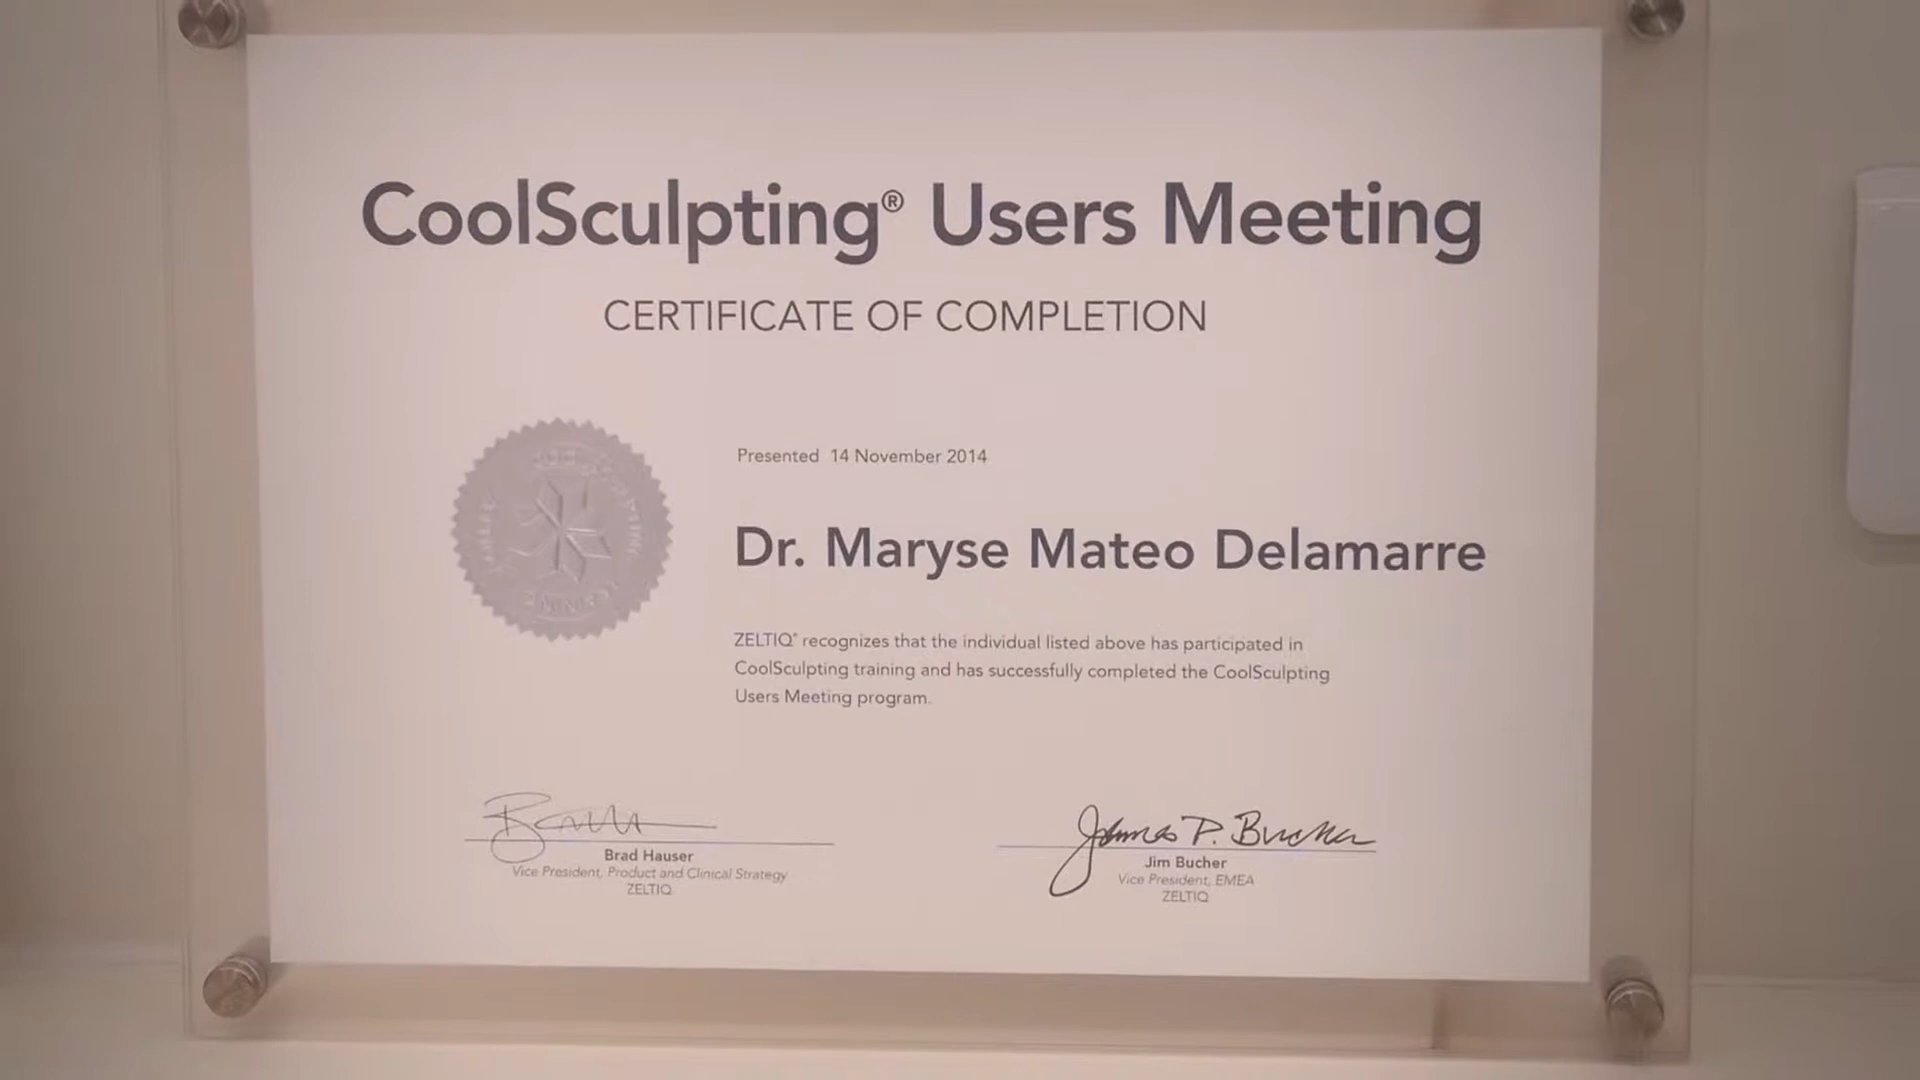 CoolSculpting® Users Meeting
CERTIFICATE OF COMPLETION
Presented 14 November 2014
Dr. Maryse Mateo Delamarre
ZELTIQ® recognizes that the individual listed above has participated in
CoolSculpting training and has successfully completed the CoolSculpting
Users Meeting program.
Brad Hauser
Vice President, Product and Clinical Strategy
ZELTIQ
James P. Bucher
Jim Bucher
Vice President, EMEA
ZELTIQ